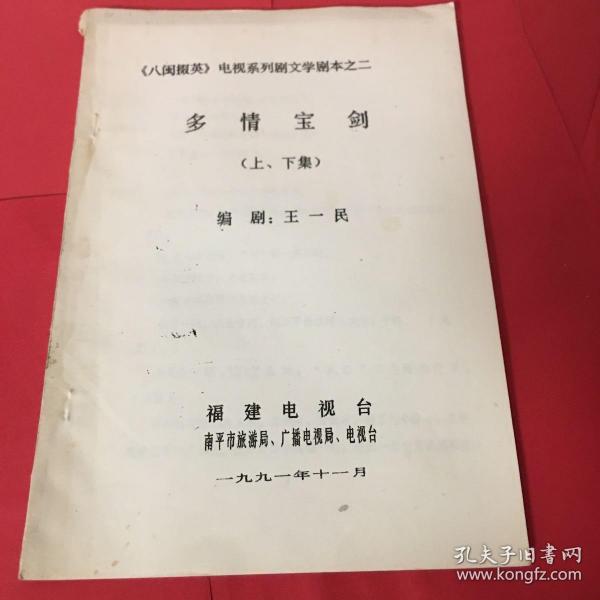 《八闽掇英》电视系列剧文学剧本之二
多情宝剑
（上、下集）
编剧：王一民
福建电视台
南平市旅游局、广播电视局、电视台
一九九一年十一月
孔夫子旧书网
www.kongfz.com